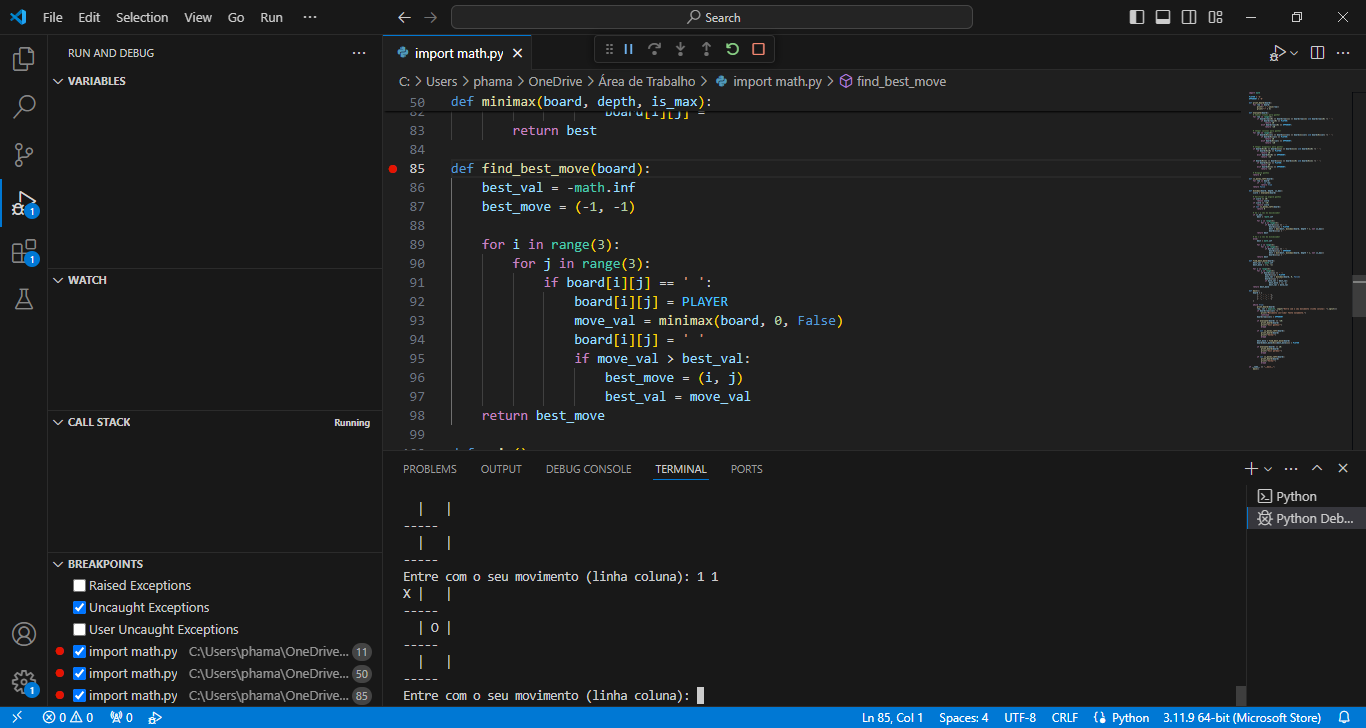 File Edit Selection View Go Run ··· Search
RUN AND DEBUG ···
VARIABLES
WATCH
CALL STACK Running
BREAKPOINTS
Raised Exceptions
Uncaught Exceptions
User Uncaught Exceptions
import math.py C:\Users\phama\OneDrive... 11
import math.py C:\Users\phama\OneDrive... 50
import math.py C:\Users\phama\OneDrive... 85
1
1
1
import math.py
C: > Users > phama > OneDrive > Área de Trabalho > import math.py > find_best_move
50 def minimax(board, depth, is_max):
82 board[i][j] =
83 return best
84
85 def find_best_move(board):
86 best_val = -math.inf
87 best_move = (-1, -1)
88
89 for i in range(3):
90 for j in range(3):
91 if board[i][j] == ' ':
92 board[i][j] = PLAYER
93 move_val = minimax(board, 0, False)
94 board[i][j] = ' '
95 if move_val > best_val:
96 best_move = (i, j)
97 best_val = move_val
98 return best_move
99
PROBLEMS OUTPUT DEBUG CONSOLE TERMINAL PORTS
| |
-----
| |
-----
Entre com o seu movimento (linha coluna): 1 1
X | |
-----
| O |
-----
| |
-----
Entre com o seu movimento (linha coluna):
Python
Python Deb...
0 0 0 Ln 85, Col 1 Spaces: 4 UTF-8 CRLF Python 3.11.9 64-bit (Microsoft Store)